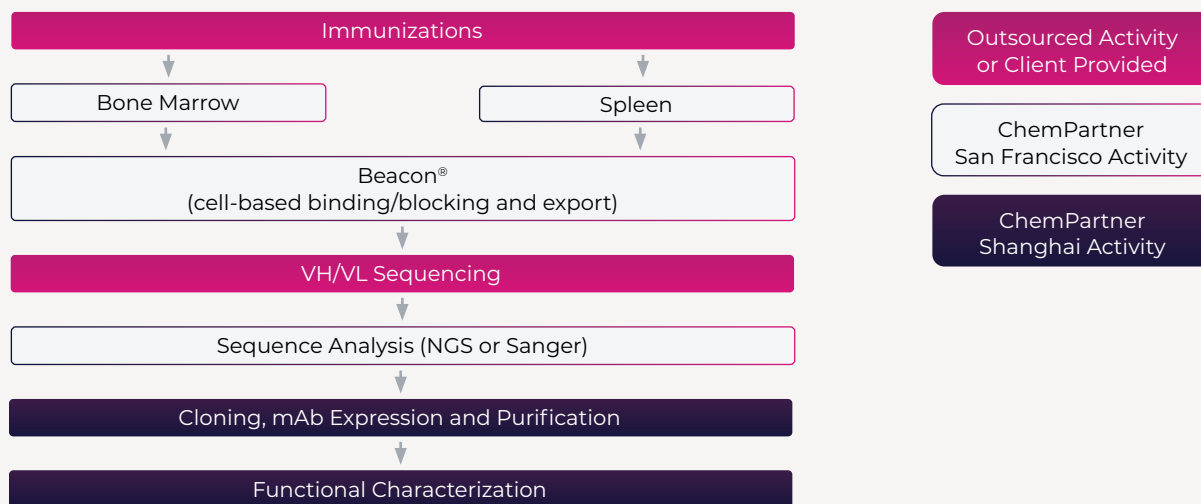 Immunizations
Bone Marrow
Spleen
Beacon®
(cell-based binding/blocking and export)
VH/VL Sequencing
Sequence Analysis (NGS or Sanger)
Cloning, mAb Expression and Purification
Functional Characterization
Outsourced Activity
or Client Provided
ChemPartner
San Francisco Activity
ChemPartner
Shanghai Activity